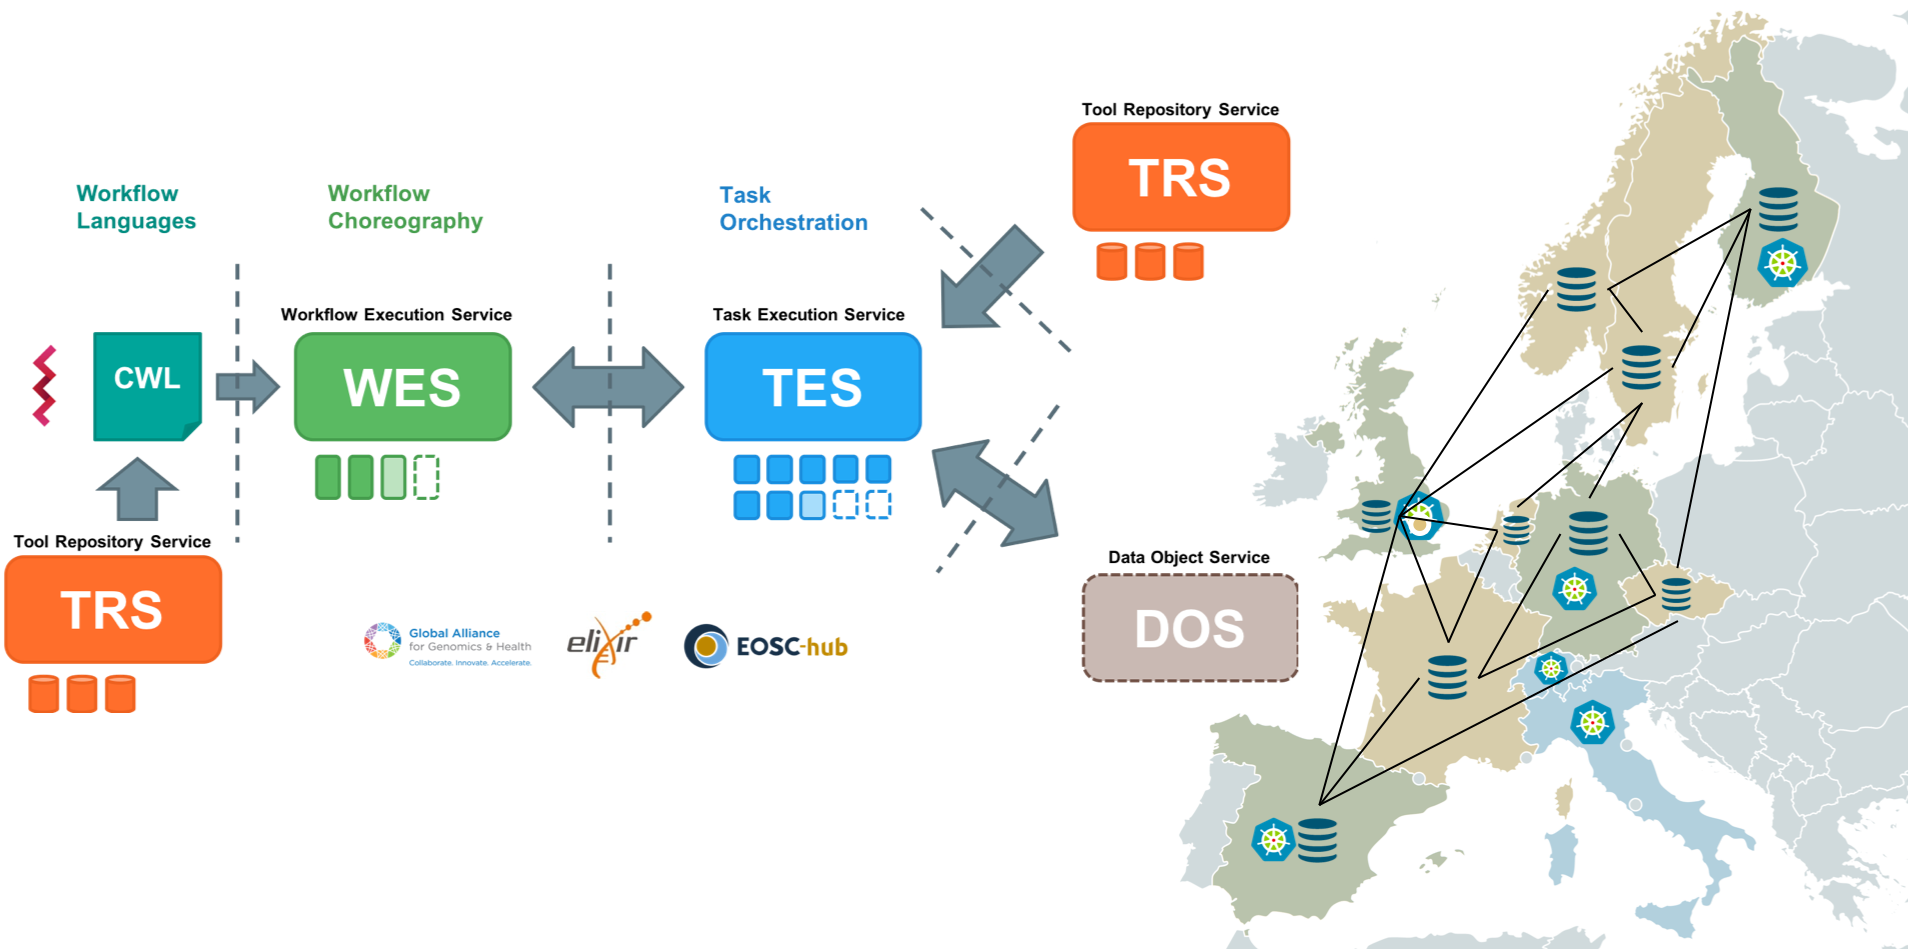 Tool Repository Service
TRS
Workflow
Languages
Workflow
Choreography
Task
Orchestration
Workflow Execution Service
WES
Task Execution Service
TES
CWL
Tool Repository Service
TRS
Data Object Service
DOS
Global Alliance
for Genomics & Health
Collaborate. Innovate. Accelerate.
elixir
EOSC-hub